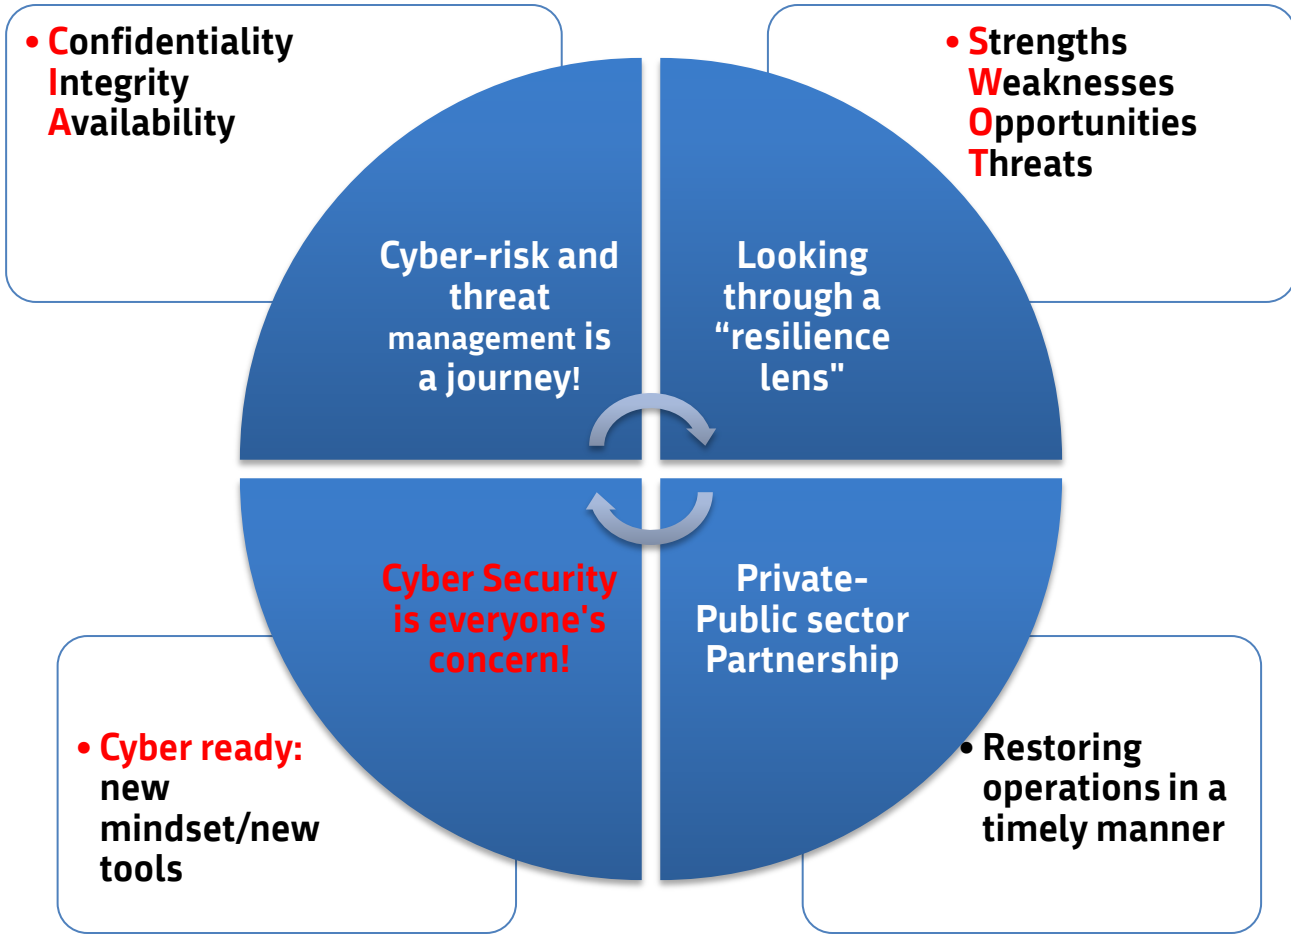 • Confidentiality
Integrity
Availability
• Strengths
Weaknesses
Opportunities
Threats
Cyber-risk and
threat
management is
a journey!
Looking
through a
“resilience
lens"
Cyber Security
is everyone's
concern!
Private-
Public sector
Partnership
• Cyber ready:
new
mindset/new
tools
• Restoring
operations in a
timely manner